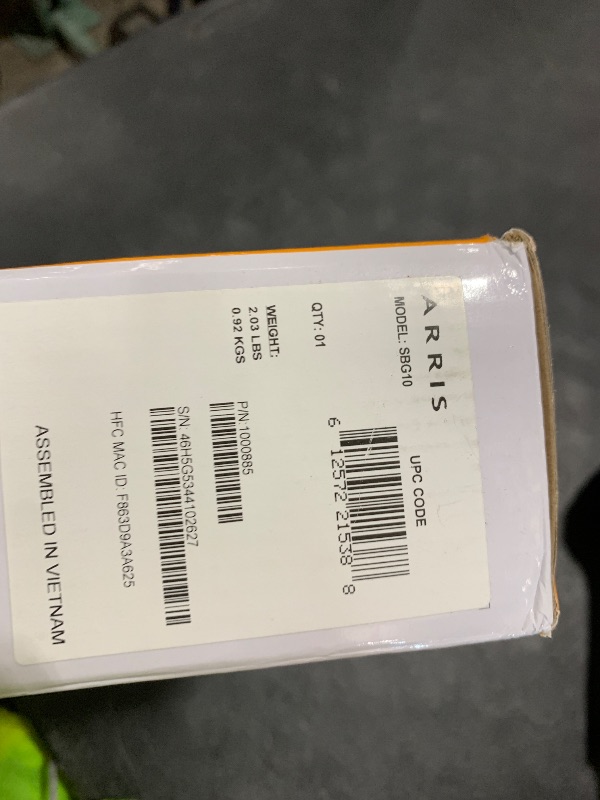 ARRIS
MODEL: SBG10
UPC CODE
6 12572 21538 8
QTY: 01
WEIGHT:
2.03 LBS
0.92 KGS
P/N:1000885
S/N: 46H5G5344102627
HFC MAC ID: F863D9A3A625
ASSEMBLED IN VIETNAM